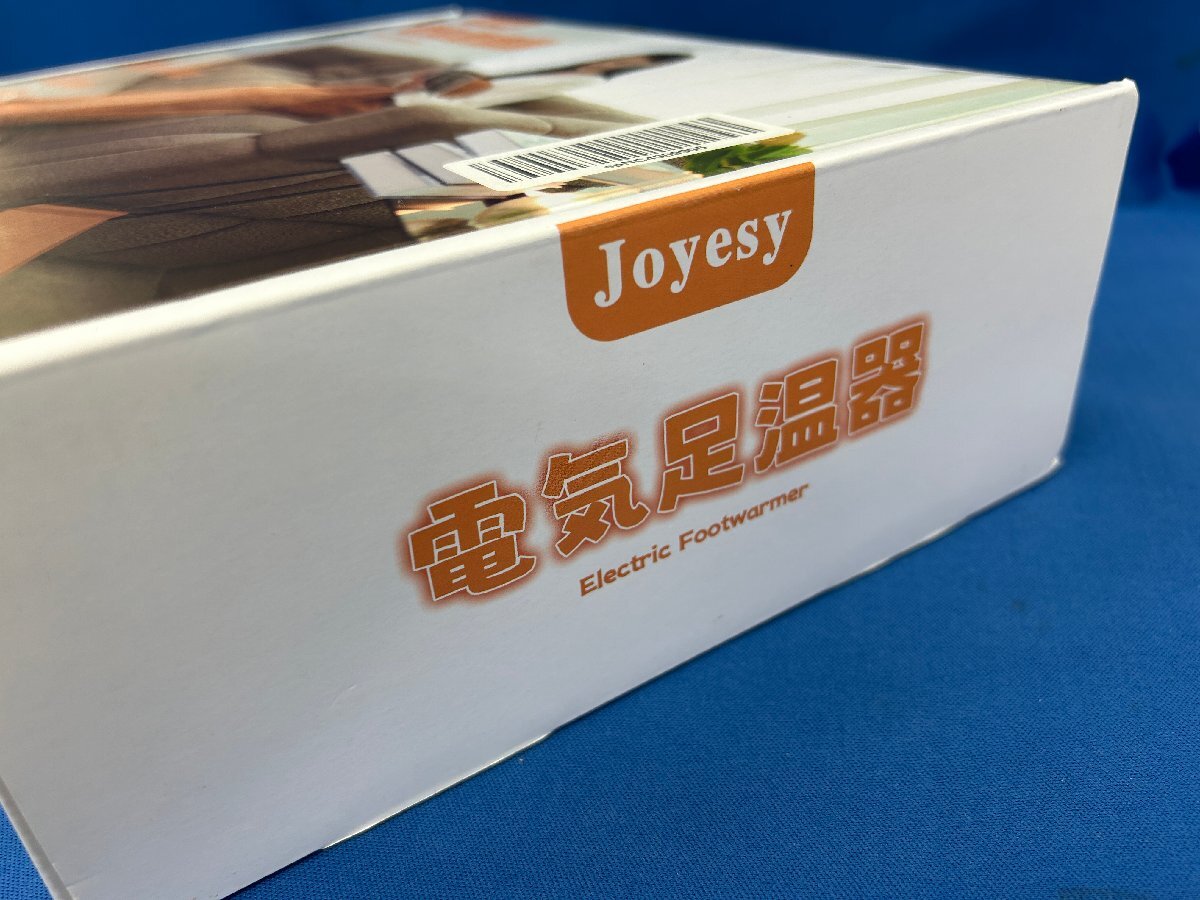 Joyesy
電気足温器
Electric Footwarmer